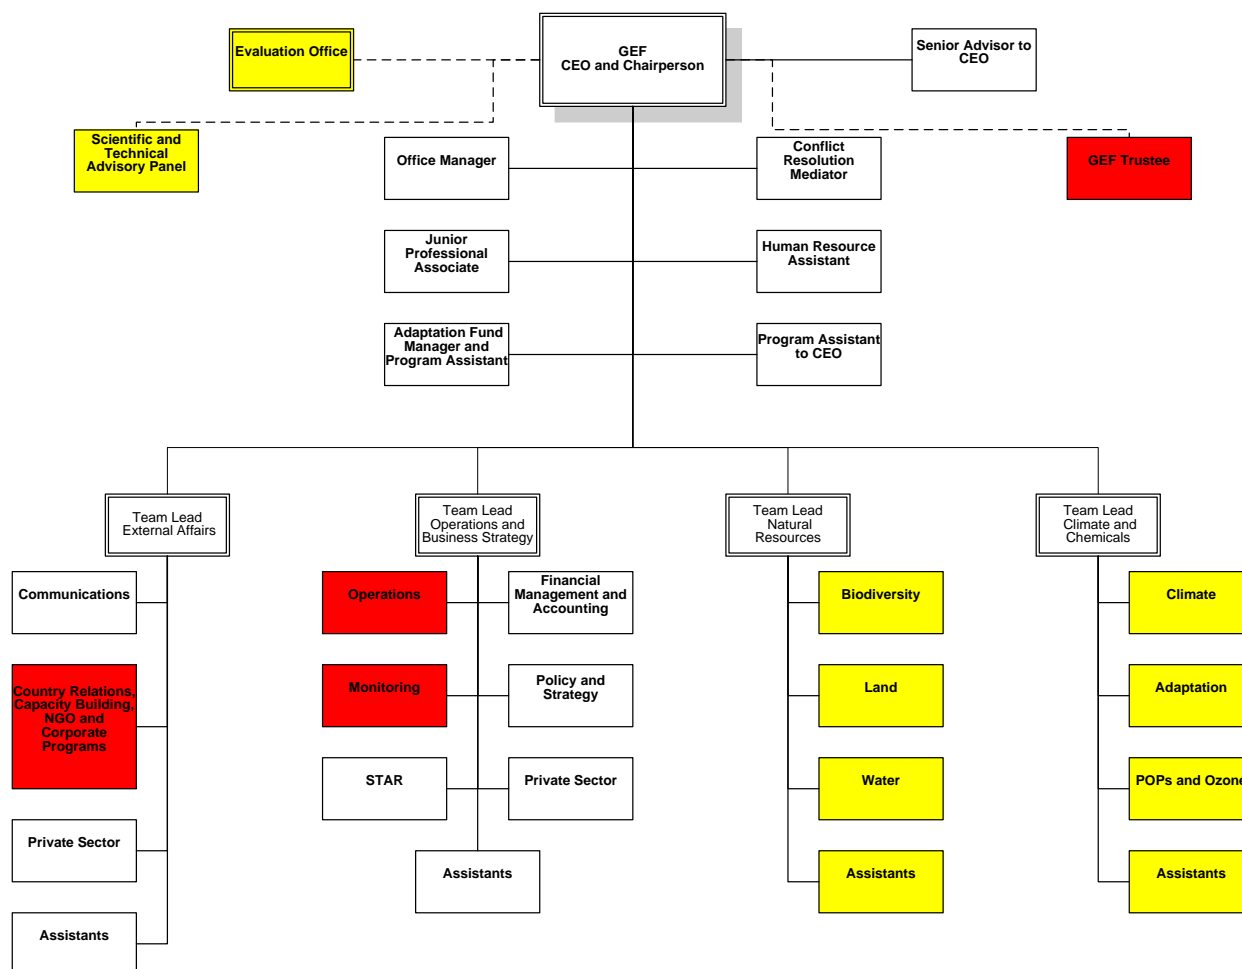 Evaluation Office
GEF
CEO and Chairperson
Senior Advisor to
CEO
Scientific and
Technical
Advisory Panel
Office Manager
Conflict
Resolution
Mediator
GEF Trustee
Junior
Professional
Associate
Human Resource
Assistant
Adaptation Fund
Manager and
Program Assistant
Program Assistant
to CEO
Team Lead
External Affairs
Team Lead
Operations and
Business Strategy
Team Lead
Natural
Resources
Team Lead
Climate and
Chemicals
Communications
Operations
Financial
Management and
Accounting
Biodiversity
Climate
Country Relations,
Capacity Building,
NGO and
Corporate
Programs
Monitoring
Policy and
Strategy
Land
Adaptation
STAR
Private Sector
Water
POPs and Ozone
Private Sector
Assistants
Assistants
Assistants
Assistants